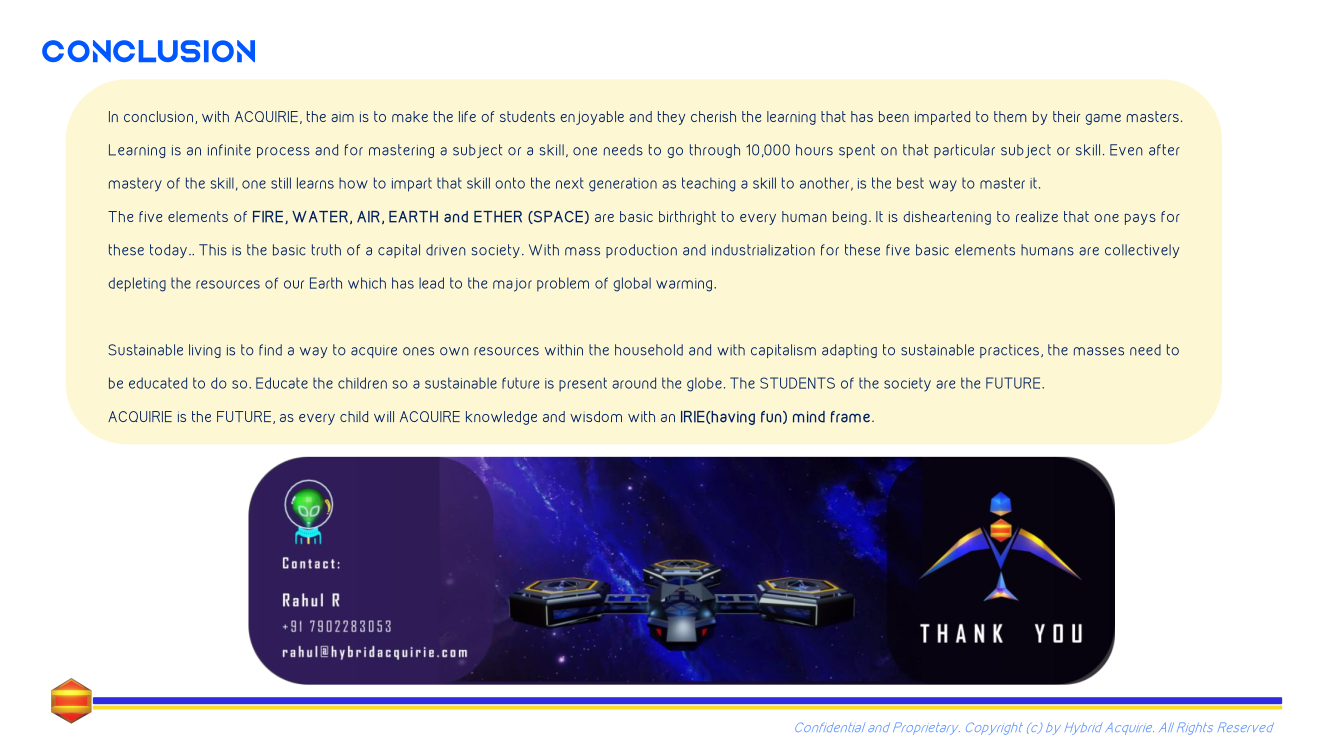 CONCLUSION
In conclusion, with ACQUIRIE, the aim is to make the life of students enjoyable and they cherish the learning that has been imparted to them by their game masters.
Learning is an infinite process and for mastering a subject or a skill, one needs to go through 10,000 hours spent on that particular subject or skill. Even after
mastery of the skill, one still learns how to impart that skill onto the next generation as teaching a skill to another, is the best way to master it.
The five elements of FIRE, WATER, AIR, EARTH and ETHER (SPACE) are basic birthright to every human being. It is disheartening to realize that one pays for
these today.. This is the basic truth of a capital driven society. With mass production and industrialization for these five basic elements humans are collectively
depleting the resources of our Earth which has lead to the major problem of global warming.
Sustainable living is to find a way to acquire ones own resources within the household and with capitalism adapting to sustainable practices, the masses need to
be educated to do so. Educate the children so a sustainable future is present around the globe. The STUDENTS of the society are the FUTURE.
ACQUIRIE is the FUTURE, as every child will ACQUIRE knowledge and wisdom with an IRIE(having fun) mind frame.
Contact:
Rahul R
+91 7902283053
rahul@hybridacquirie.com
THANK YOU
Confidential and Proprietary. Copyright (c) by Hybrid Acquirie. All Rights Reserved